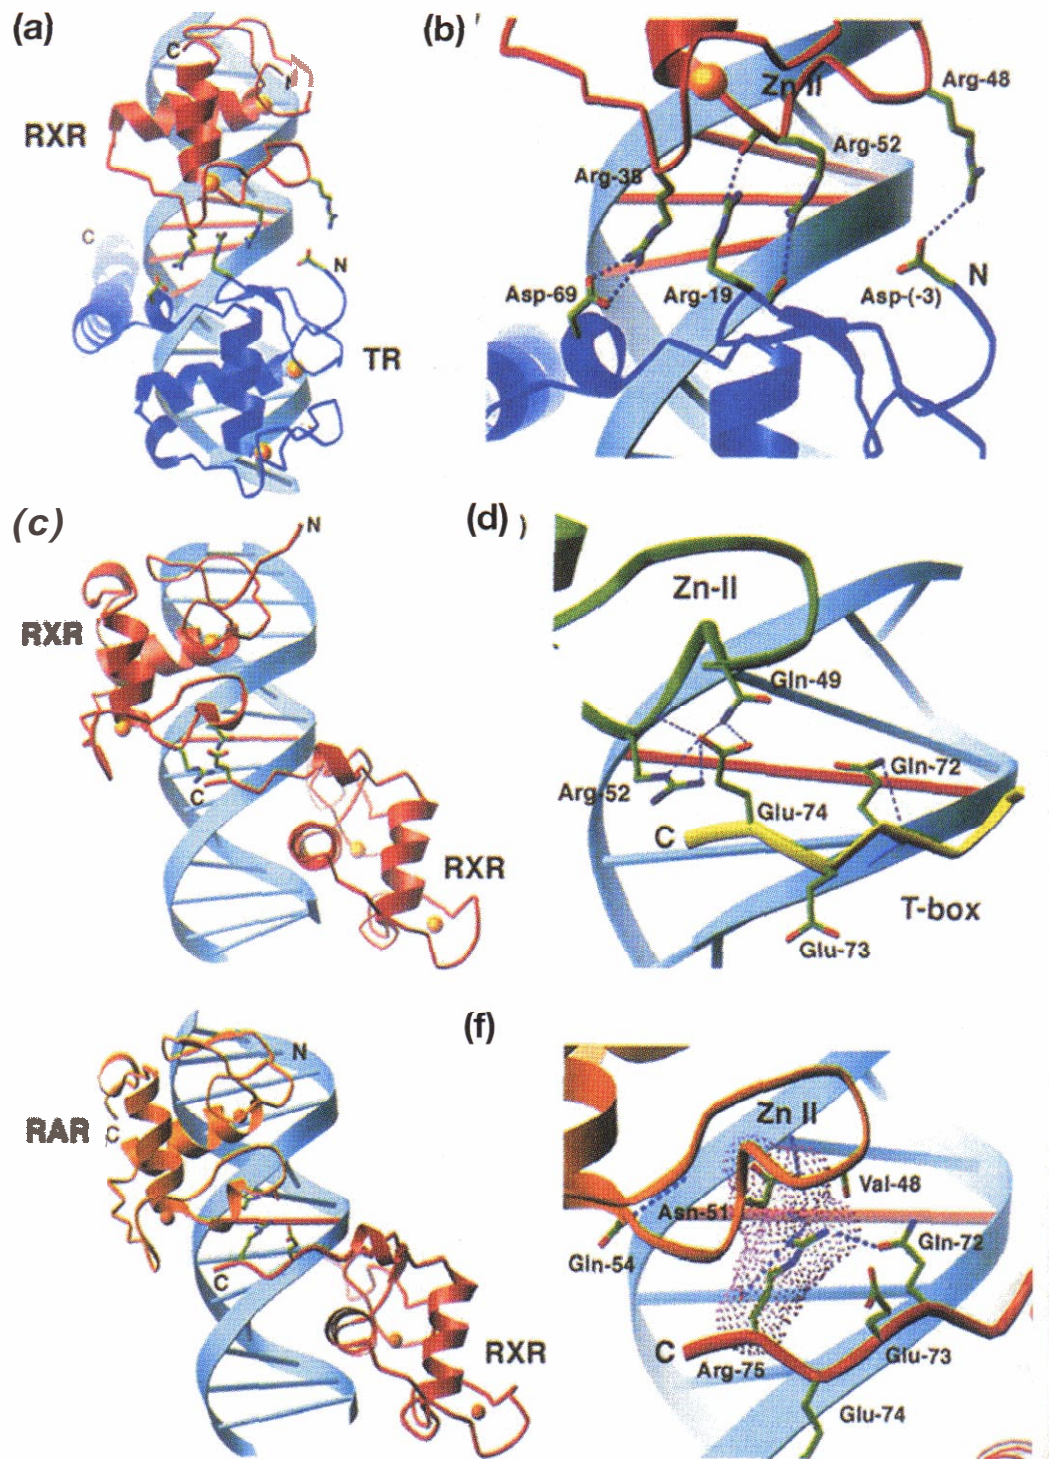 (a)
C
N
RXR
C
N
TR
(b)
Zn II
Arg-48
Arg-52
Arg-38
Asp-69
Arg-19
Asp-(-3)
N
(c)
N
RXR
C
RXR
(d) )
Zn-II
Gln-49
Arg-52
Gln-72
Glu-74
C
T-box
Glu-73
N
RAR
C
C
RXR
(f)
Zn II
Val-48
Asn-51
Gln-54
Gln-72
C
Arg-75
Glu-73
Glu-74